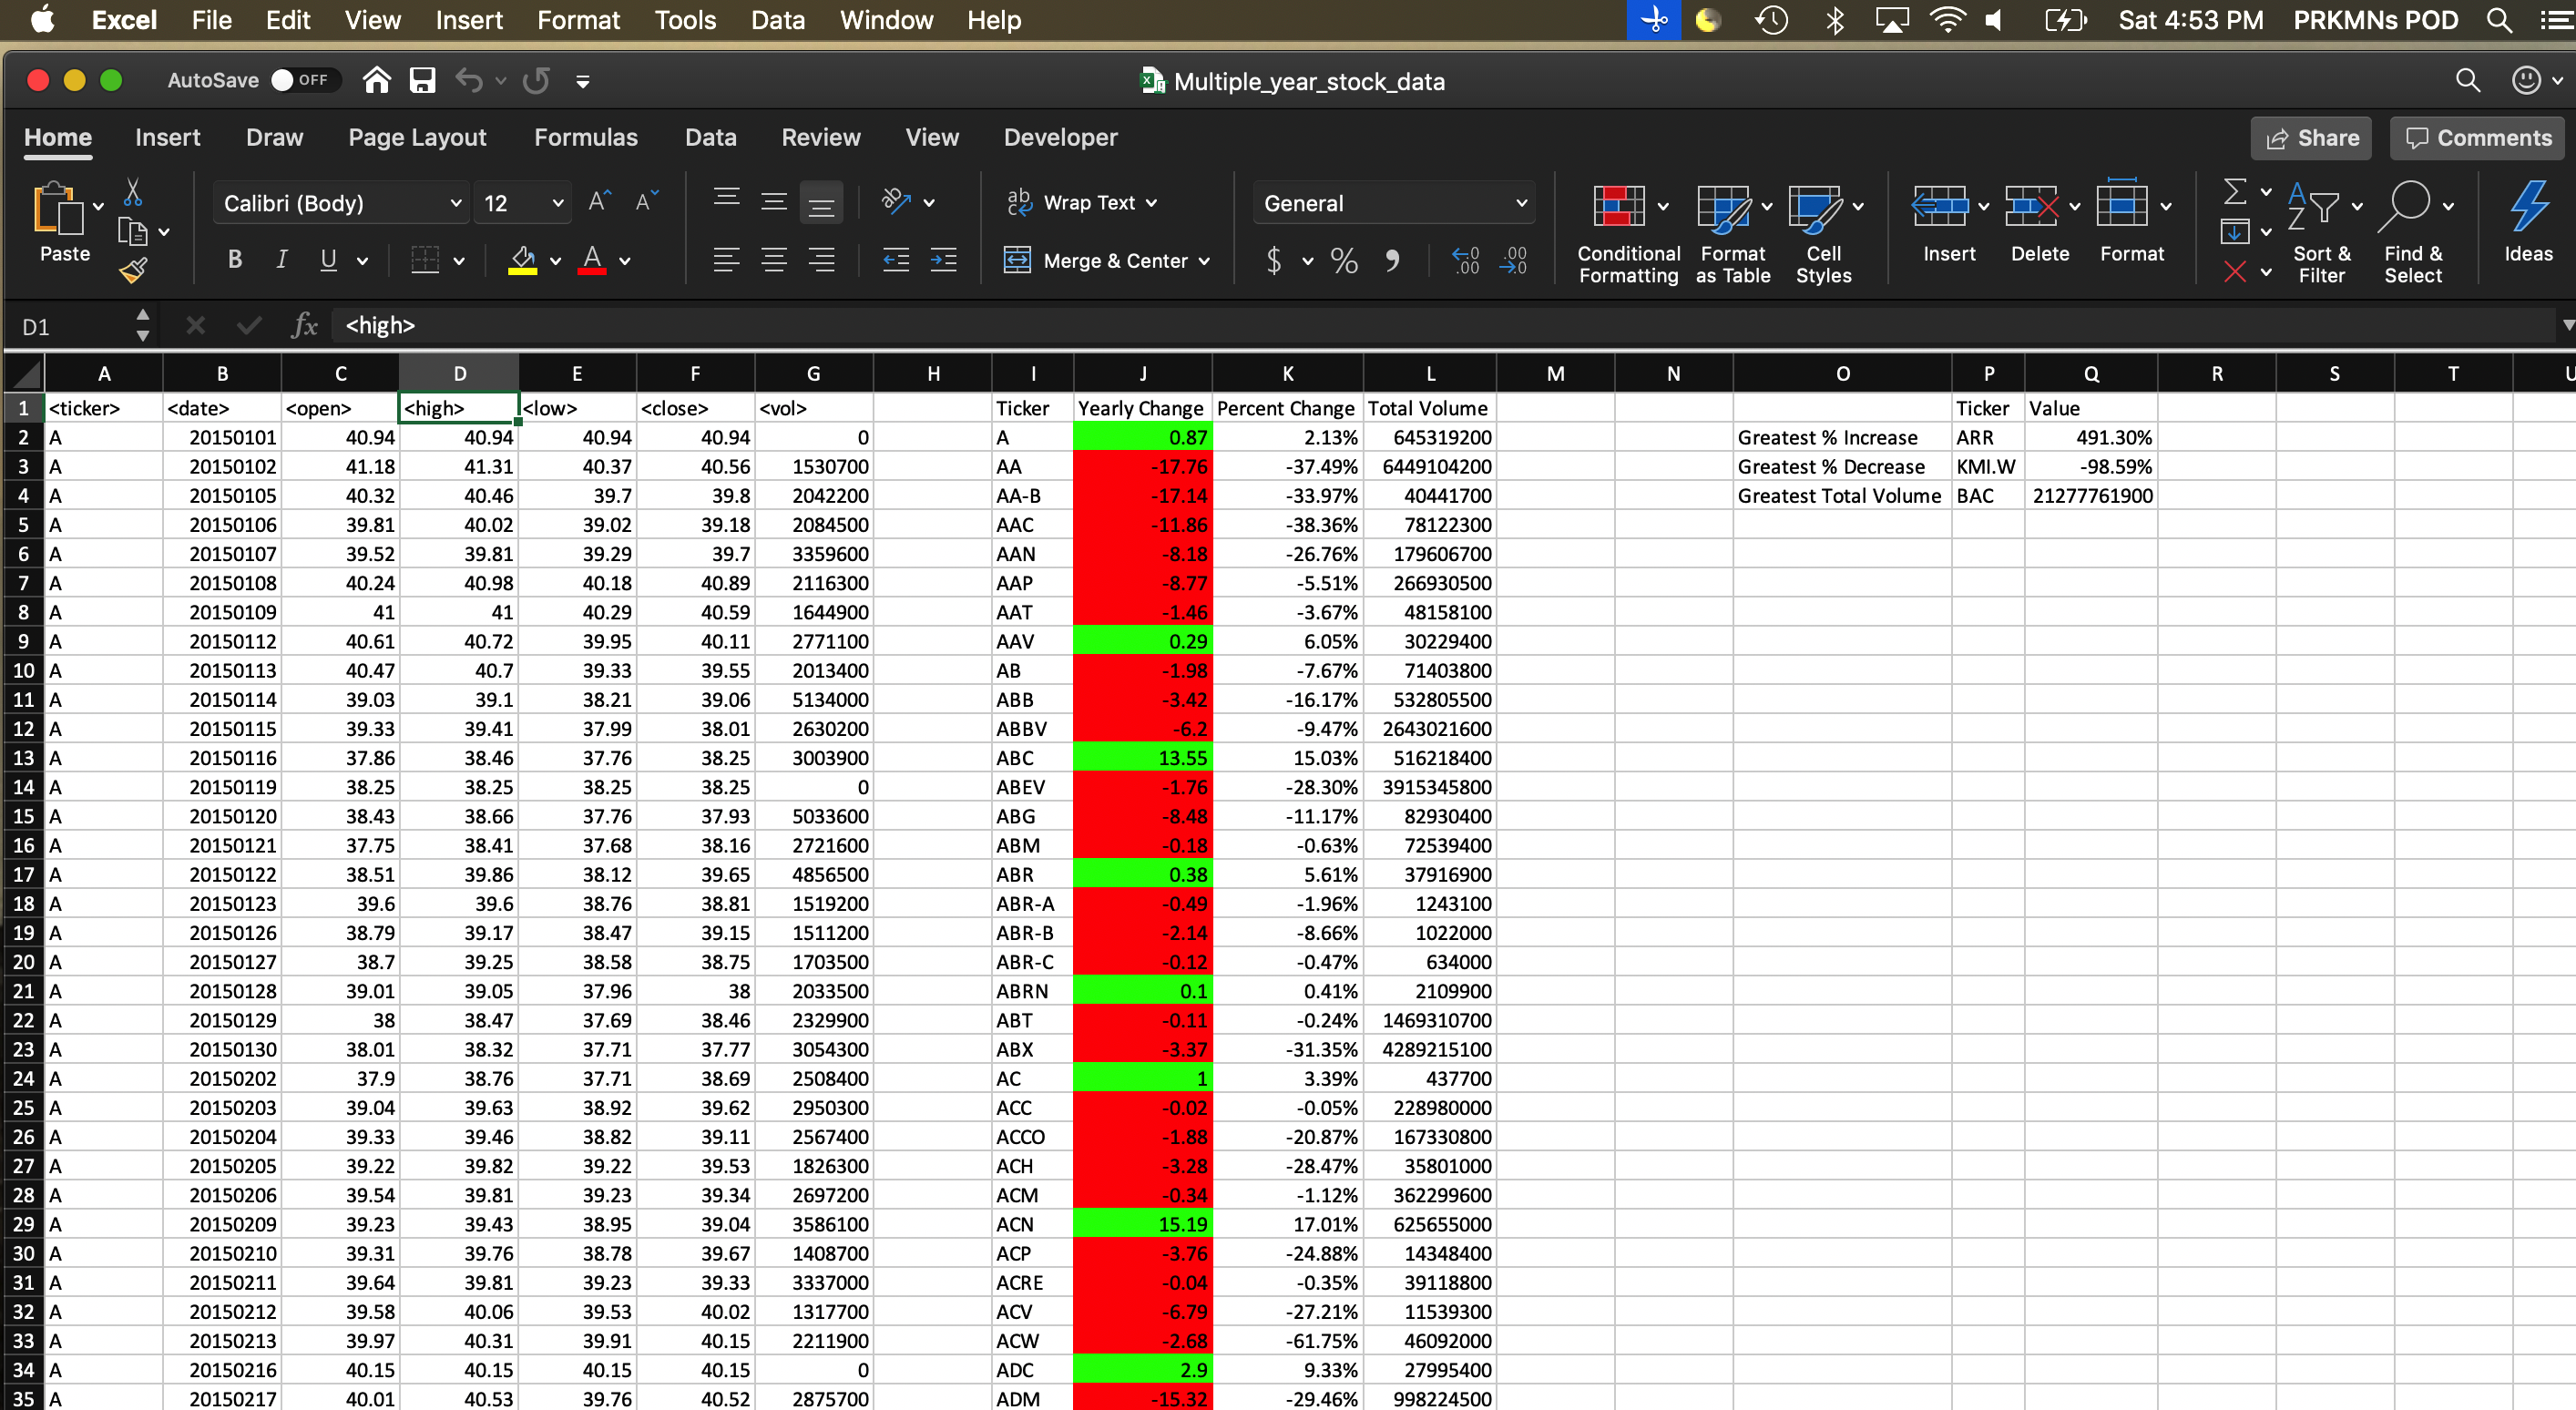 Excel File Edit View Insert Format Tools Data Window Help Sat 4:53 PM PRKMNs POD
AutoSave OFF Multiple_year_stock_data
Home Insert Draw Page Layout Formulas Data Review View Developer Share Comments
Paste Calibri (Body) 12 Wrap Text General Conditional Formatting Format as Table Cell Styles Insert Delete Format Sort & Filter Find & Select Ideas
B I U A Merge & Center $ % 
D1 fx <high>
A B C D E F G H I J K L M N O P Q R S T U
1 <ticker> <date> <open> <high> <low> <close> <vol> Ticker Yearly Change Percent Change Total Volume Ticker Value
2 A 20150101 40.94 40.94 40.94 40.94 0 A 0.87 2.13% 645319200 Greatest % Increase ARR 491.30%
3 A 20150102 41.18 41.31 40.37 40.56 1530700 AA -17.76 -37.49% 6449104200 Greatest % Decrease KMI.W -98.59%
4 A 20150105 40.32 40.46 39.7 39.8 2042200 AA-B -17.14 -33.97% 40441700 Greatest Total Volume BAC 21277761900
5 A 20150106 39.81 40.02 39.02 39.18 2084500 AAC -11.86 -38.36% 78122300
6 A 20150107 39.52 39.81 39.29 39.7 3359600 AAN -8.18 -26.76% 179606700
7 A 20150108 40.24 40.98 40.18 40.89 2116300 AAP -8.77 -5.51% 266930500
8 A 20150109 41 41 40.29 40.59 1644900 AAT -1.46 -3.67% 48158100
9 A 20150112 40.61 40.72 39.95 40.11 2771100 AAV 0.29 6.05% 30229400
10 A 20150113 40.47 40.7 39.33 39.55 2013400 AB -1.98 -7.67% 71403800
11 A 20150114 39.03 39.1 38.21 39.06 5134000 ABB -3.42 -16.17% 532805500
12 A 20150115 39.33 39.41 37.99 38.01 2630200 ABBV -6.2 -9.47% 2643021600
13 A 20150116 37.86 38.46 37.76 38.25 3003900 ABC 13.55 15.03% 516218400
14 A 20150119 38.25 38.25 38.25 38.25 0 ABEV -1.76 -28.30% 3915345800
15 A 20150120 38.43 38.66 37.76 37.93 5033600 ABG -8.48 -11.17% 82930400
16 A 20150121 37.75 38.41 37.68 38.16 2721600 ABM -0.18 -0.63% 72539400
17 A 20150122 38.51 39.86 38.12 39.65 4856500 ABR 0.38 5.61% 37916900
18 A 20150123 39.6 39.6 38.76 38.81 1519200 ABR-A -0.49 -1.96% 1243100
19 A 20150126 38.79 39.17 38.47 39.15 1511200 ABR-B -2.14 -8.66% 1022000
20 A 20150127 38.7 39.25 38.58 38.75 1703500 ABR-C -0.12 -0.47% 634000
21 A 20150128 39.01 39.05 37.96 38 2033500 ABRN 0.1 0.41% 2109900
22 A 20150129 38 38.47 37.69 38.46 2329900 ABT -0.11 -0.24% 1469310700
23 A 20150130 38.01 38.32 37.71 37.77 3054300 ABX -3.37 -31.35% 4289215100
24 A 20150202 37.9 38.76 37.71 38.69 2508400 AC 1 3.39% 437700
25 A 20150203 39.04 39.63 38.92 39.62 2950300 ACC -0.02 -0.05% 228980000
26 A 20150204 39.33 39.46 38.82 39.11 2567400 ACCO -1.88 -20.87% 167330800
27 A 20150205 39.22 39.82 39.22 39.53 1826300 ACH -3.28 -28.47% 35801000
28 A 20150206 39.54 39.81 39.23 39.34 2697200 ACM -0.34 -1.12% 362299600
29 A 20150209 39.23 39.43 38.95 39.04 3586100 ACN 15.19 17.01% 625655000
30 A 20150210 39.31 39.76 38.78 39.67 1408700 ACP -3.76 -24.88% 14348400
31 A 20150211 39.64 39.81 39.23 39.33 3337000 ACRE -0.04 -0.35% 39118800
32 A 20150212 39.58 40.06 39.53 40.02 1317700 ACV -6.79 -27.21% 11539300
33 A 20150213 39.97 40.31 39.91 40.15 2211900 ACW -2.68 -61.75% 46092000
34 A 20150216 40.15 40.15 40.15 40.15 0 ADC 2.9 9.33% 27995400
35 A 20150217 40.01 40.53 39.76 40.52 2875700 ADM -15.32 -29.46% 998224500